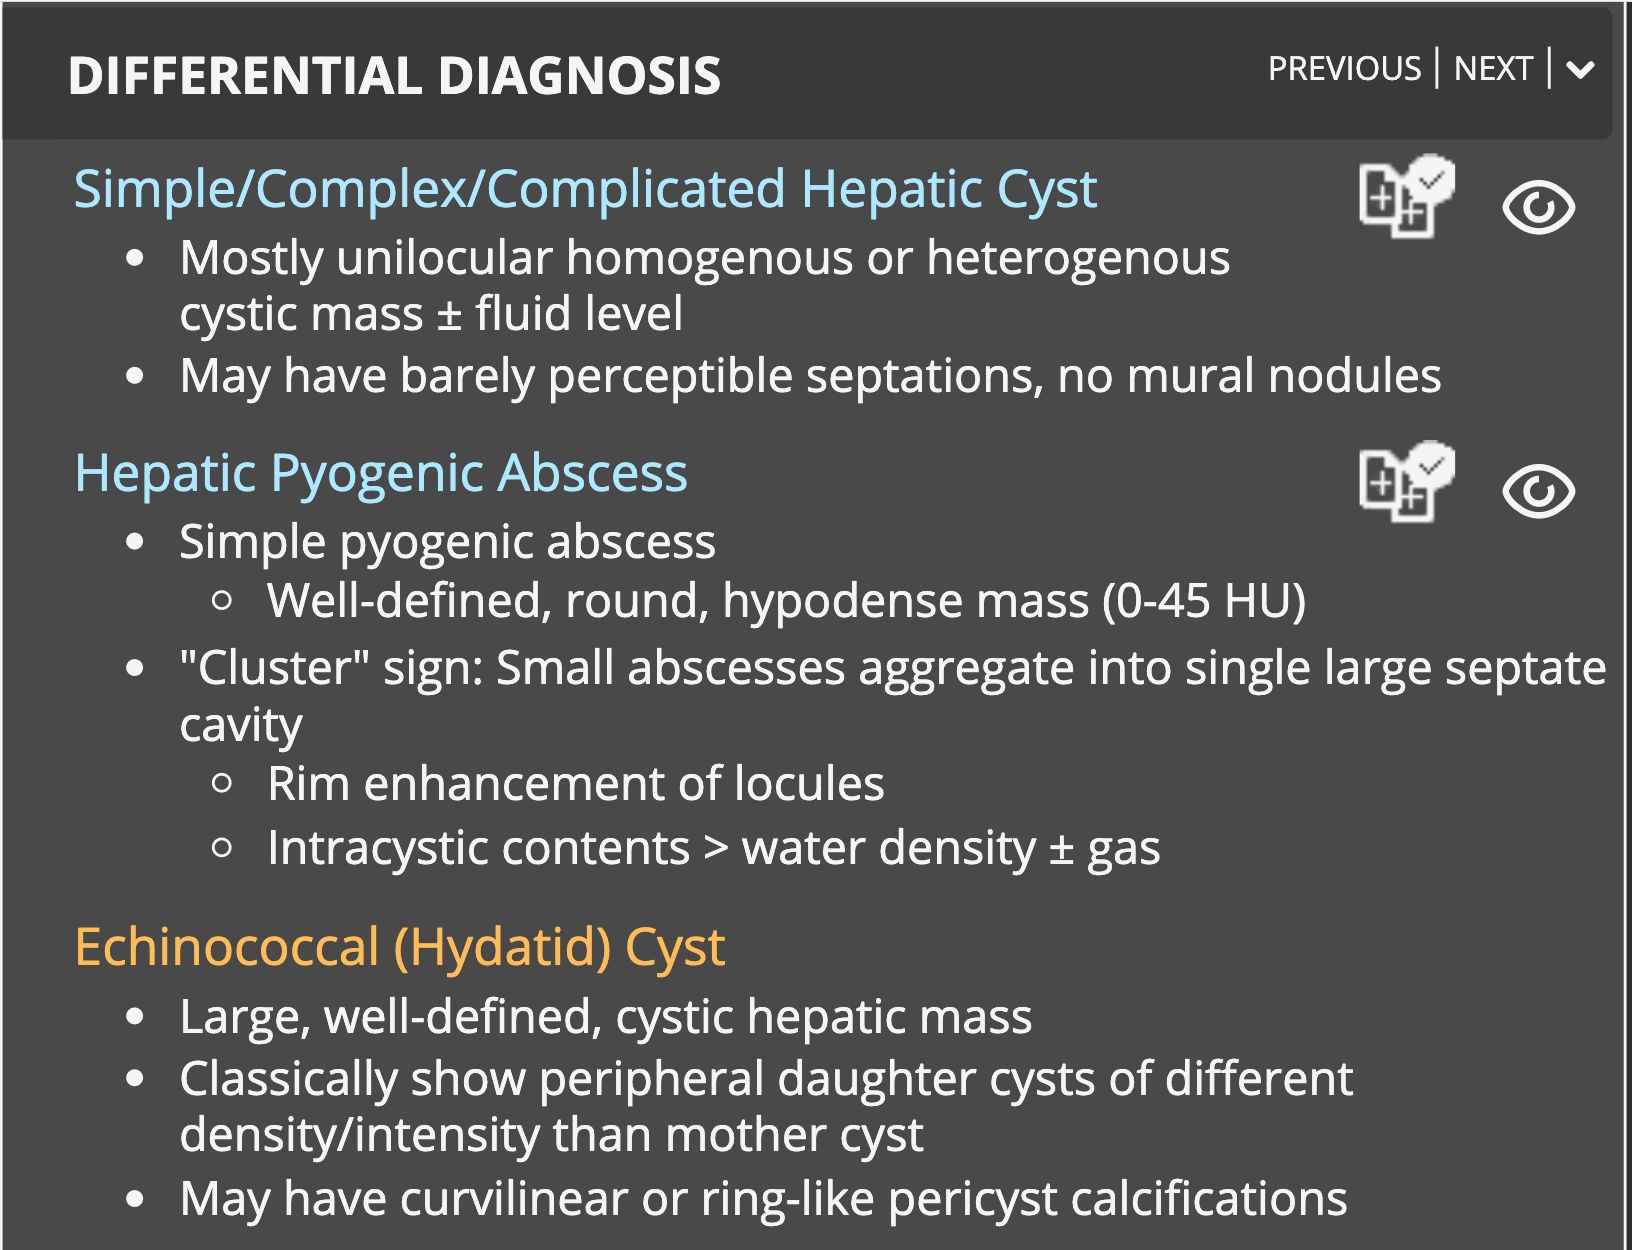 DIFFERENTIAL DIAGNOSIS
PREVIOUS | NEXT |
Simple/Complex/Complicated Hepatic Cyst
• Mostly unilocular homogenous or heterogenous
cystic mass ± fluid level
• May have barely perceptible septations, no mural nodules
Hepatic Pyogenic Abscess
• Simple pyogenic abscess
○ Well-defined, round, hypodense mass (0-45 HU)
• "Cluster" sign: Small abscesses aggregate into single large septate
cavity
○ Rim enhancement of locules
○ Intracystic contents > water density ± gas
Echinococcal (Hydatid) Cyst
• Large, well-defined, cystic hepatic mass
• Classically show peripheral daughter cysts of different
density/intensity than mother cyst
• May have curvilinear or ring-like pericyst calcifications